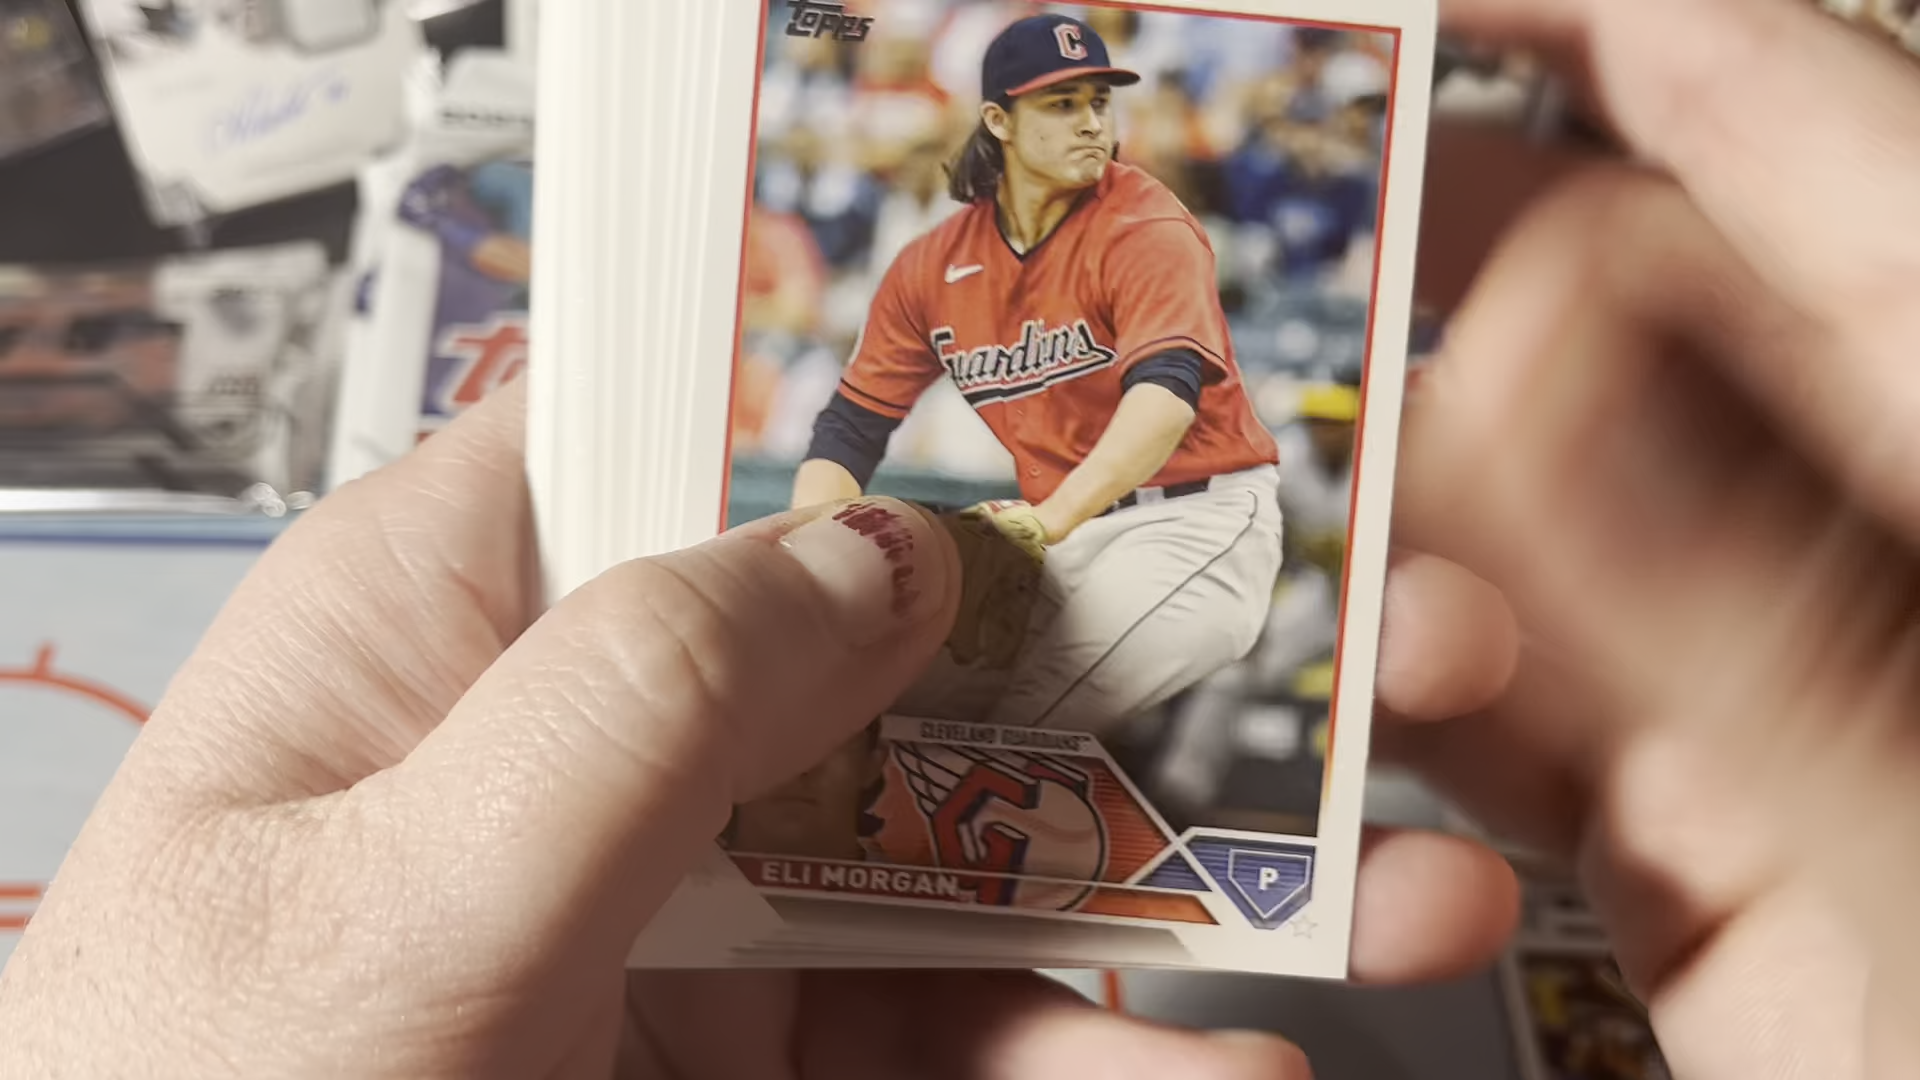 Topps
C
Guardians
CLEVELAND GUARDIANS
ELI MORGAN
P